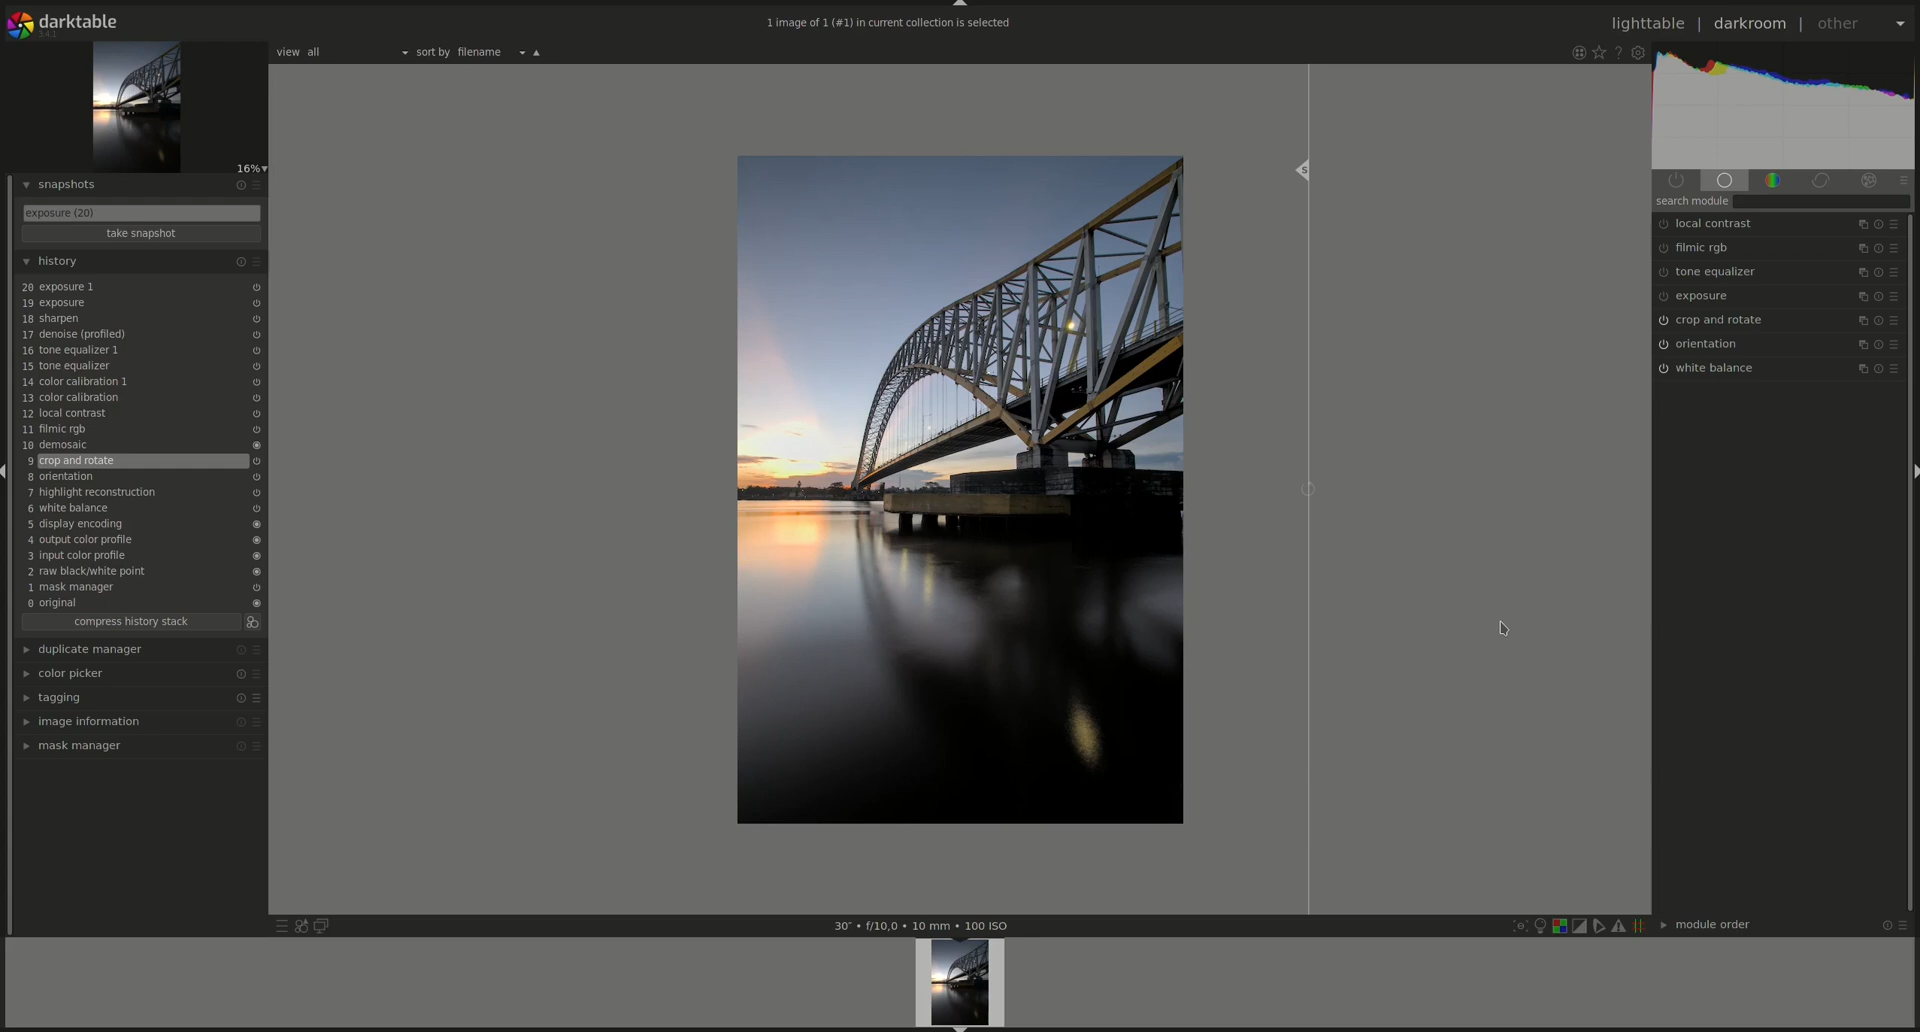 darktable
3.4.1
1 image of 1 (#1) in current collection is selected
lighttable | darkroom | other
view all sort by filename
16%
snapshots
exposure (20)
take snapshot
history
20 exposure 1
19 exposure
18 sharpen
17 denoise (profiled)
16 tone equalizer 1
15 tone equalizer
14 color calibration 1
13 color calibration
12 local contrast
11 filmic rgb
10 demosaic
9 crop and rotate
8 orientation
7 highlight reconstruction
6 white balance
5 display encoding
4 output color profile
3 input color profile
2 raw black/white point
1 mask manager
0 original
compress history stack
duplicate manager
color picker
tagging
image information
mask manager
S
search module
local contrast
filmic rgb
tone equalizer
exposure
crop and rotate
orientation
white balance
30″ • f/10,0 • 10 mm • 100 ISO
module order